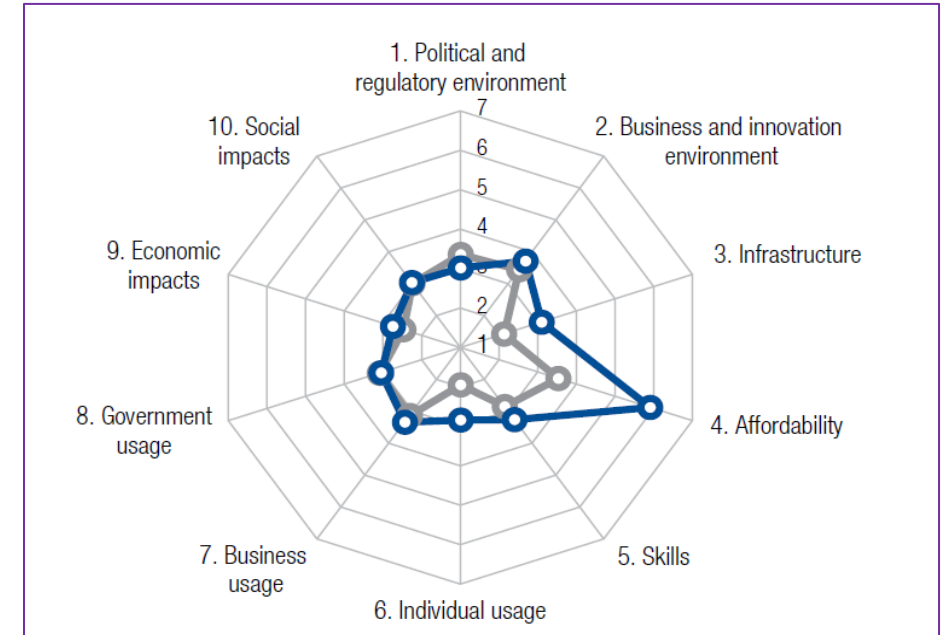 1. Political and
regulatory environment
7
10. Social
impacts
2. Business and innovation
environment
6
5
4
9. Economic
impacts
3. Infrastructure
3
2
1
8. Government
usage
4. Affordability
7. Business
usage
5. Skills
6. Individual usage